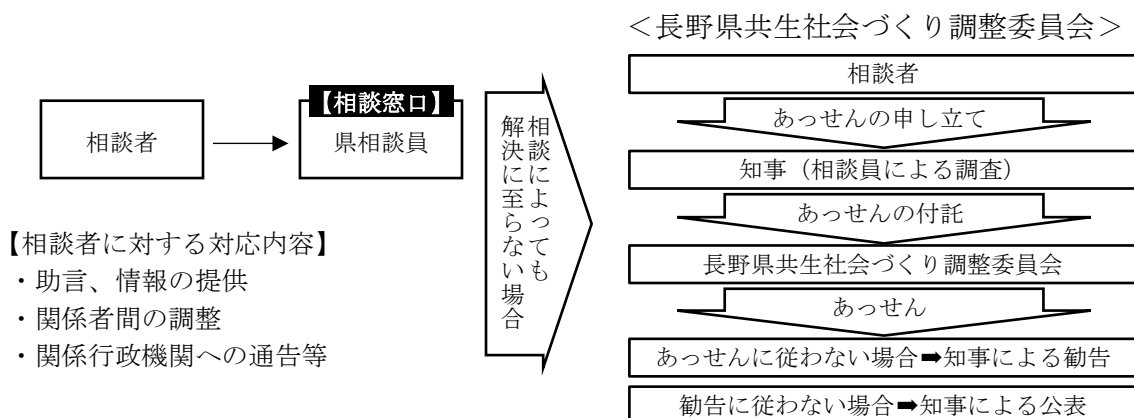 相談者
【相談窓口】
県相談員
【相談者に対する対応内容】
・助言、情報の提供
・関係者間の調整
・関係行政機関への通告等
相談によっても
解決に至らない場合
＜長野県共生社会づくり調整委員会＞
相談者
あっせんの申し立て
知事（相談員による調査）
あっせんの付託
長野県共生社会づくり調整委員会
あっせん
あっせんに従わない場合➡知事による勧告
勧告に従わない場合➡知事による公表